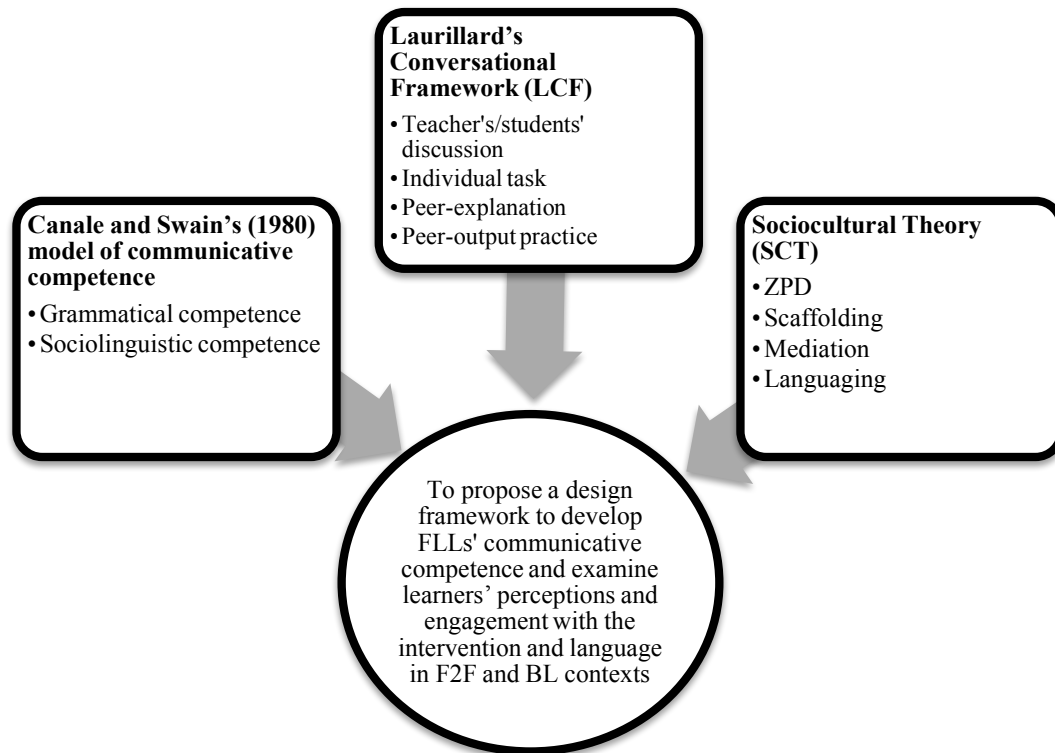 Laurillard’s
Conversational
Framework (LCF)
• Teacher's/students'
discussion
• Individual task
• Peer-explanation
• Peer-output practice
Canale and Swain’s (1980)
model of communicative
competence
• Grammatical competence
• Sociolinguistic competence
Sociocultural Theory
(SCT)
• ZPD
• Scaffolding
• Mediation
• Languaging
To propose a design
framework to develop
FLLs' communicative
competence and examine
learners’ perceptions and
engagement with the
intervention and language
in F2F and BL contexts